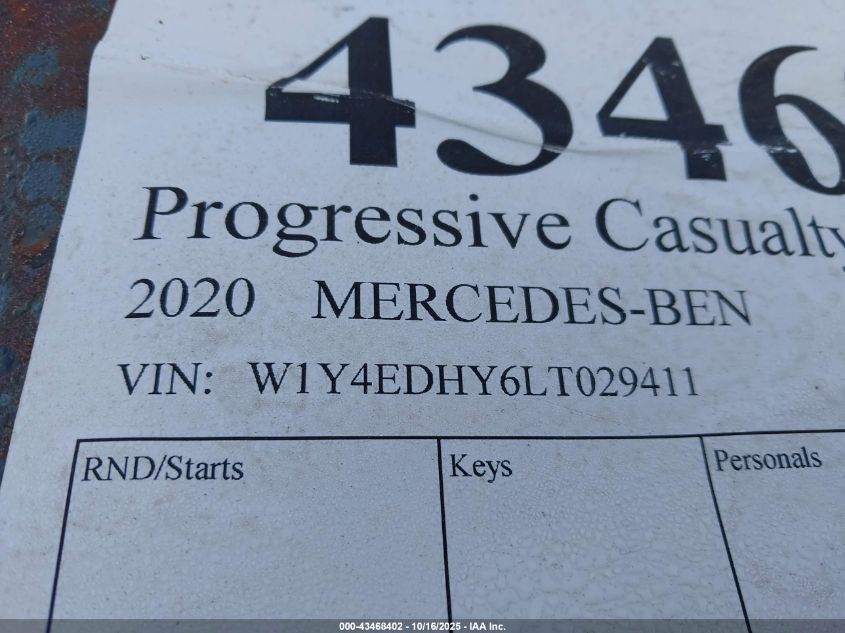 4346
Progressive Casualty
2020 MERCEDES-BEN
VIN: W1Y4EDHY6LT029411
RND/Starts Keys Personals
000-43468402 - 10/16/2025 - IAA Inc.